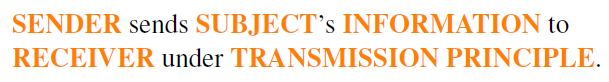 SENDER sends SUBJECT’s INFORMATION to
RECEIVER under TRANSMISSION PRINCIPLE.